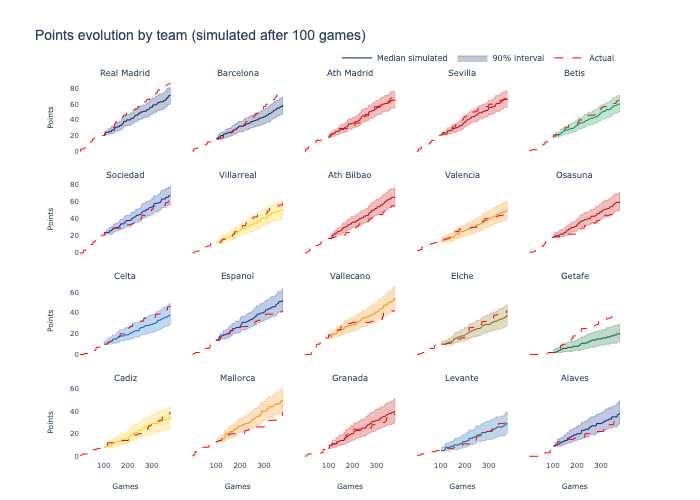 Points evolution by team (simulated after 100 games)
Median simulated 90% interval Actual
Real Madrid Barcelona Ath Madrid Sevilla Betis
80
60
40
20
0
Points
Sociedad Villarreal Ath Bilbao Valencia Osasuna
80
60
40
20
0
Points
Celta Espanol Vallecano Elche Getafe
60
40
20
0
Points
Cadiz Mallorca Granada Levante Alaves
60
40
20
0
Points
100 200 300 100 200 300 100 200 300 100 200 300 100 200 300
Games Games Games Games Games